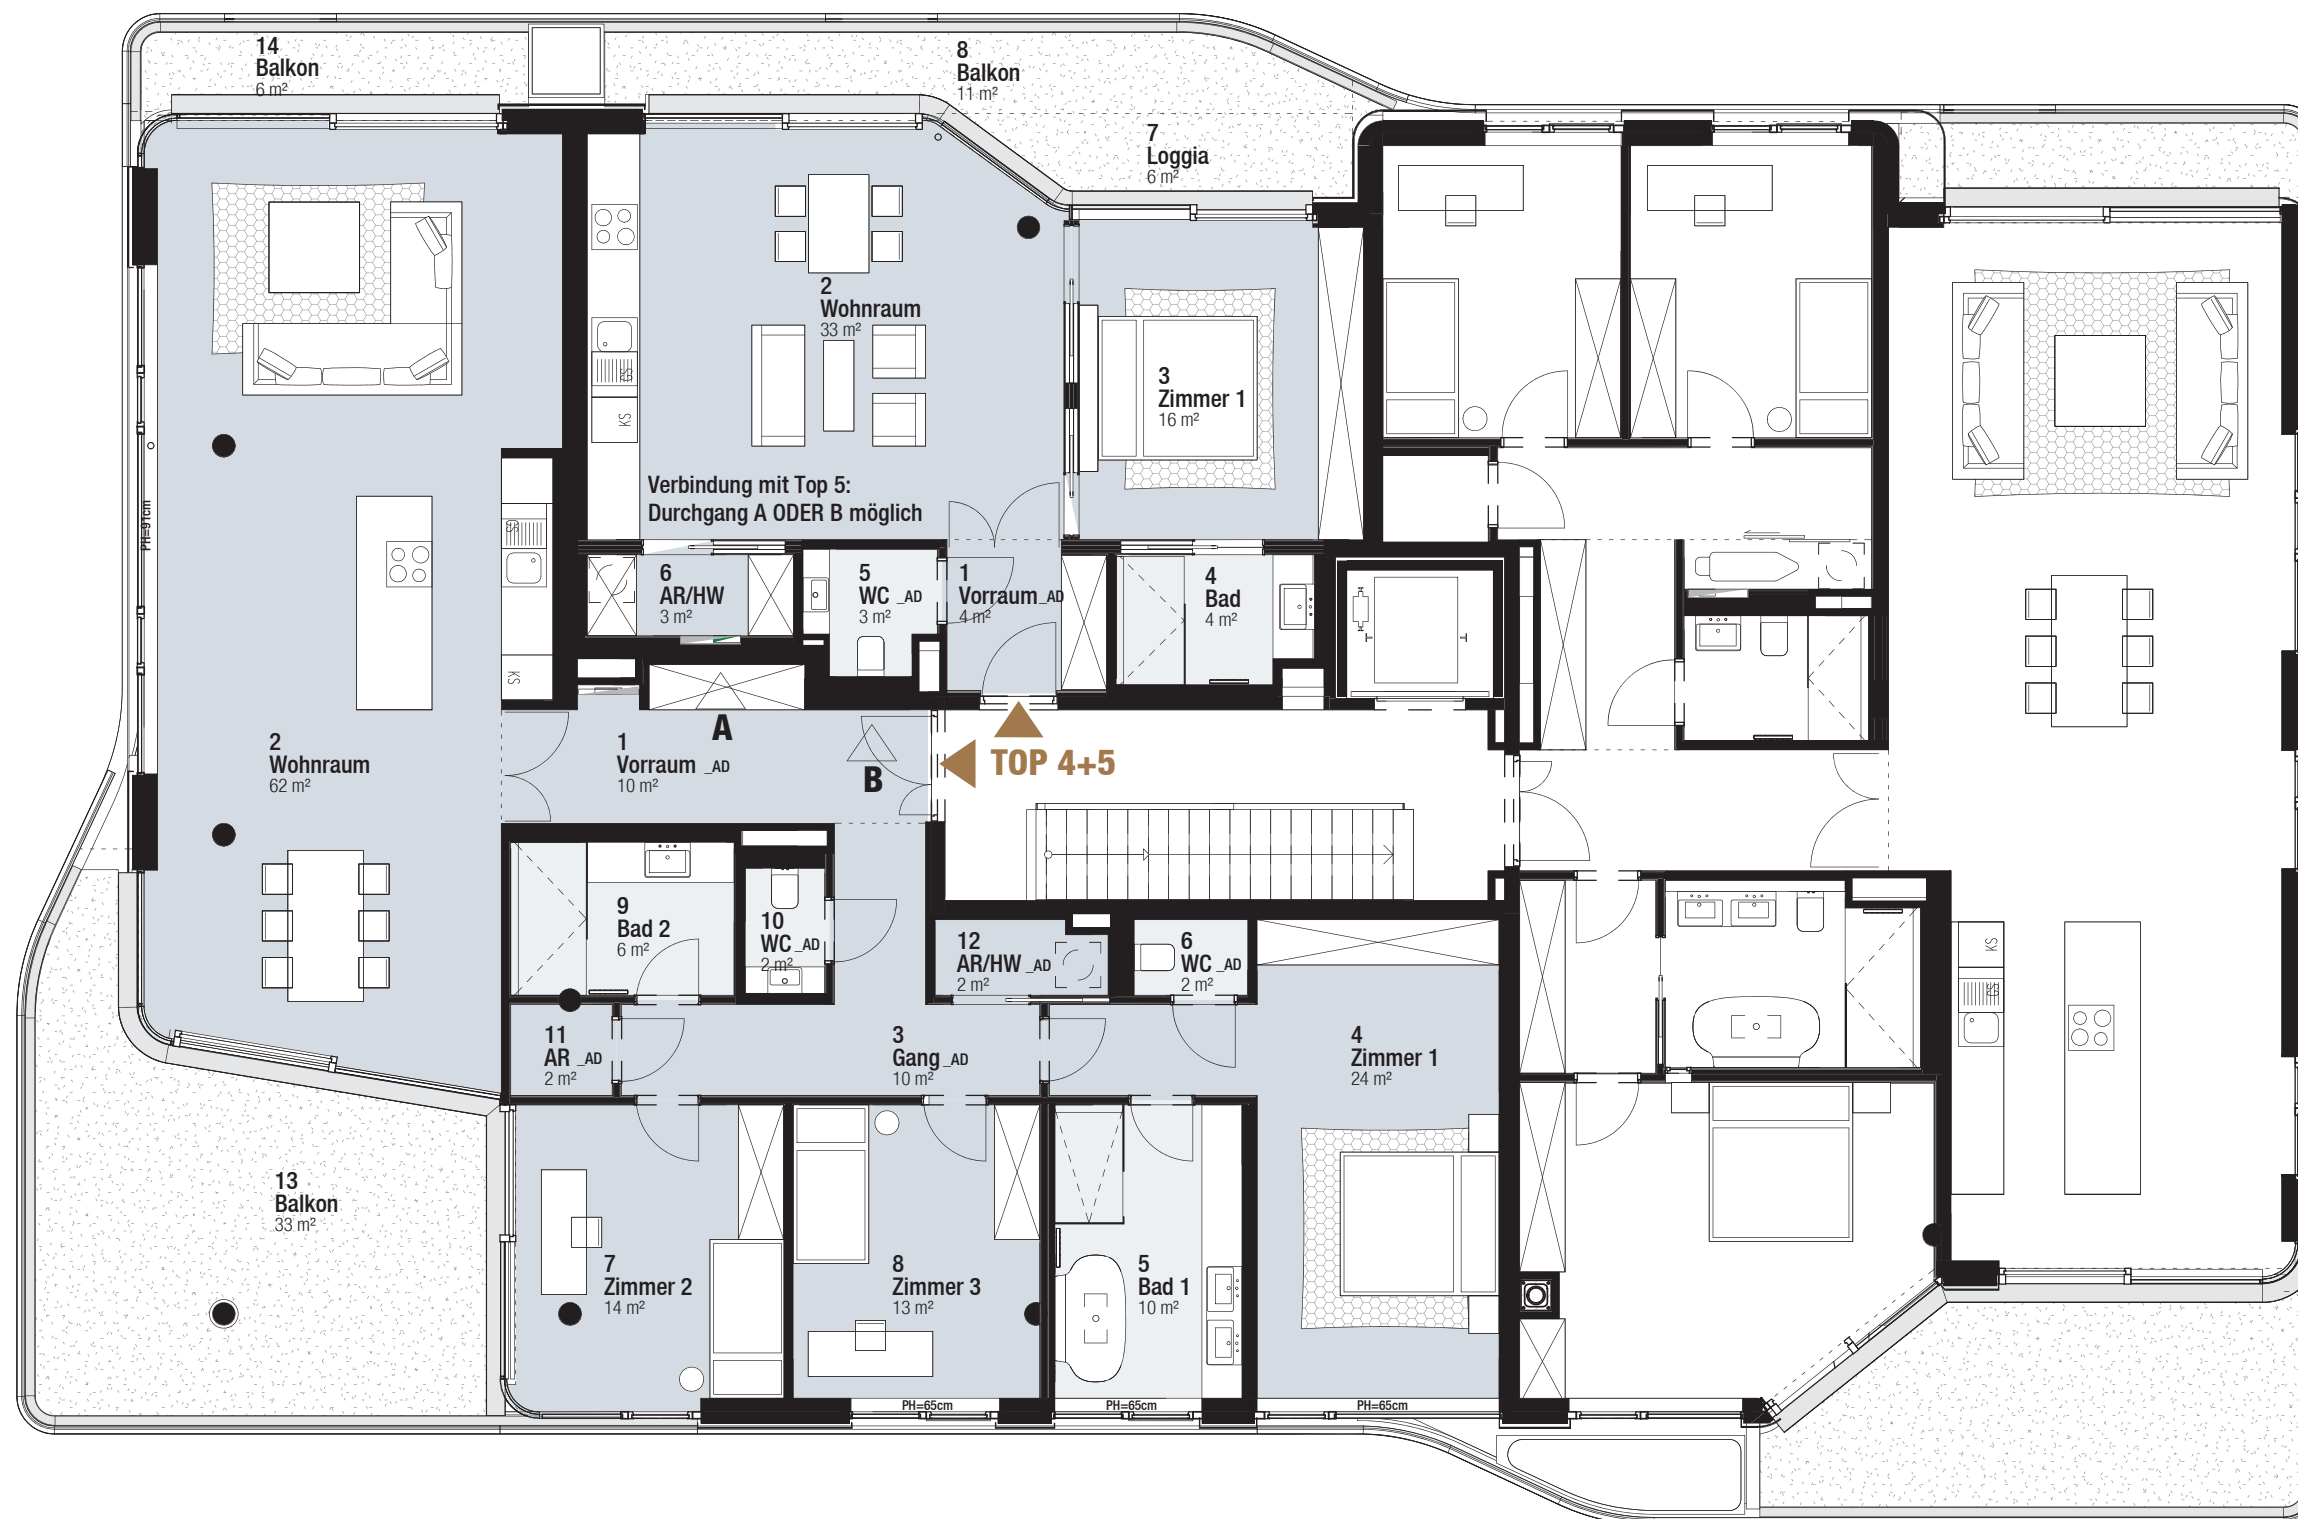 14
Balkon
6 m²
8
Balkon
11 m²
7
Loggia
6 m²
2
Wohnraum
33 m²
3
Zimmer 1
16 m²
GS
KS
Verbindung mit Top 5:
Durchgang A ODER B möglich
PH=91cm
GS
KS
6
AR/HW
3 m²
5
WC _AD
3 m²
1
Vorraum_AD
4 m²
4
Bad
4 m²
A
B
TOP 4+5
2
Wohnraum
62 m²
1
Vorraum _AD
10 m²
9
Bad 2
6 m²
10
WC _AD
2 m²
12
AR/HW _AD
2 m²
6
WC _AD
2 m²
KS
GS
11
AR _AD
2 m²
3
Gang _AD
10 m²
4
Zimmer 1
24 m²
13
Balkon
33 m²
7
Zimmer 2
14 m²
8
Zimmer 3
13 m²
5
Bad 1
10 m²
PH=65cm
PH=65cm
PH=65cm